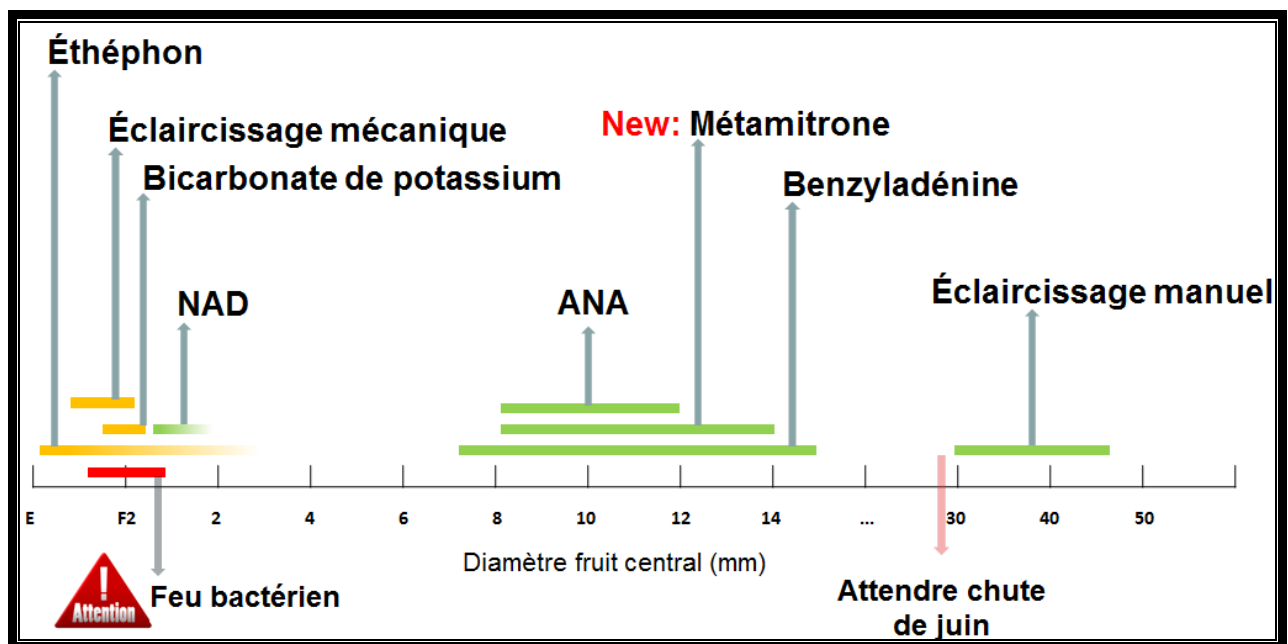 Éthéphon
Éclaircissage mécanique
New: Métamitrone
Bicarbonate de potassium
Benzyladénine
NAD
ANA
Éclaircissage manuel
E F2 2 4 6 8 10 12 14 ... 30 40 50
Diamètre fruit central (mm)
!
Attention
Feu bactérien
Attendre chute
de juin